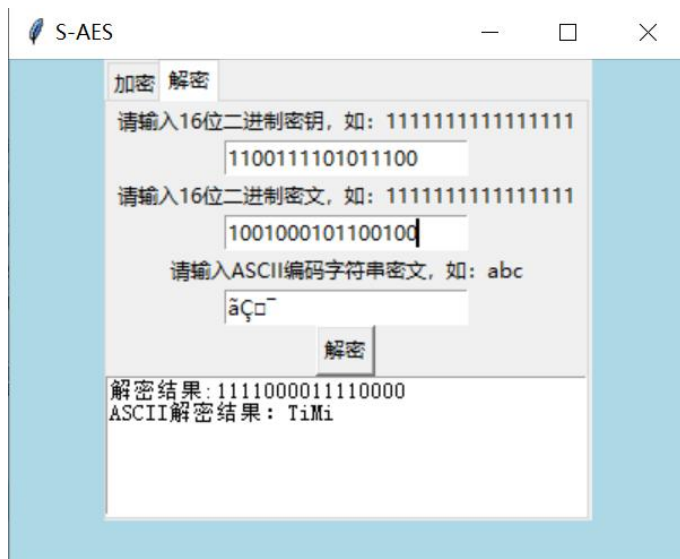 S-AES
加密 解密
请输入16位二进制密钥，如：1111111111111111
1100111101011100
请输入16位二进制密文，如：1111111111111111
1001000101100100
请输入ASCII编码字符串密文，如：abc
ãÇ¤¯
解密
解密结果:1111000011110000
ASCII解密结果：TiMi